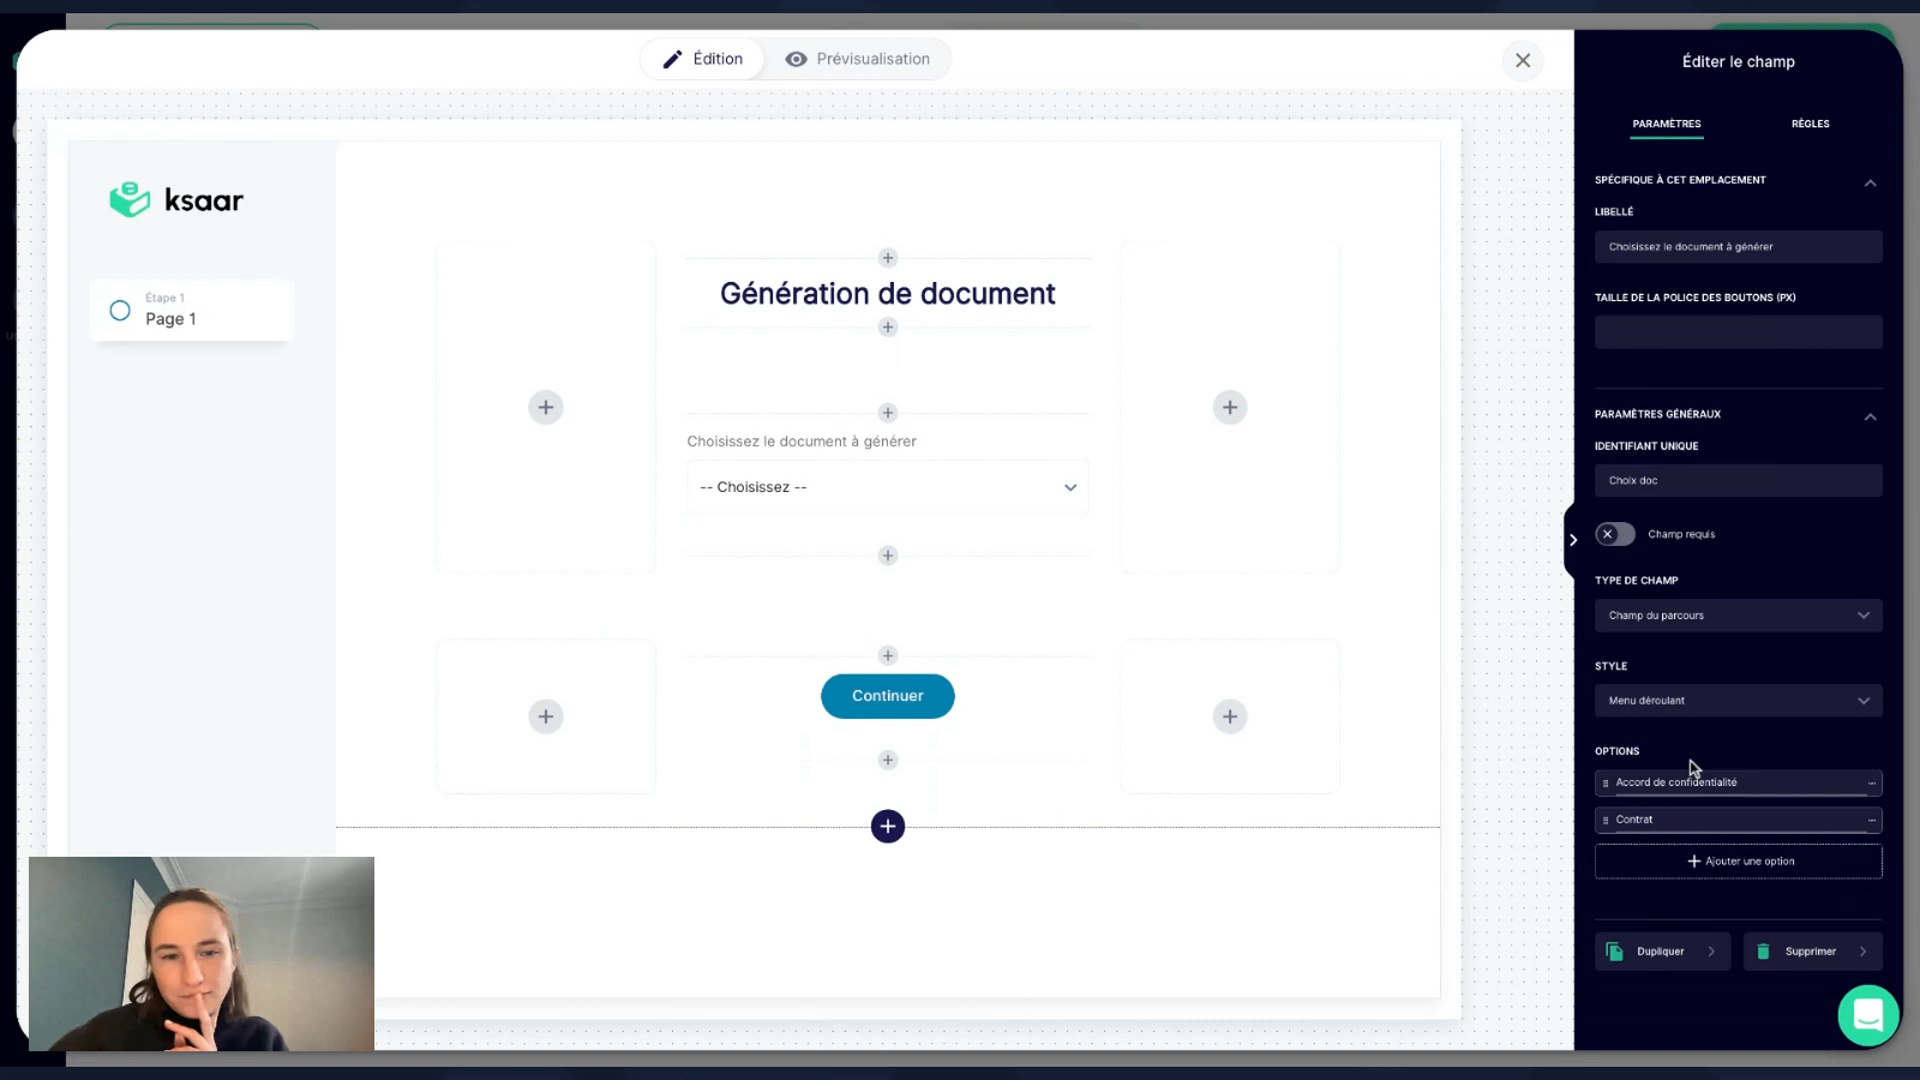 Édition
Prévisualisation
ksaar
Étape 1
Page 1
Génération de document
Choisissez le document à générer
-- Choisissez --
Continuer
Éditer le champ
PARAMÈTRES
RÈGLES
SPÉCIFIQUE À CET EMPLACEMENT
LIBELLÉ
Choisissez le document à générer
TAILLE DE LA POLICE DES BOUTONS (PX)
PARAMÈTRES GÉNÉRAUX
IDENTIFIANT UNIQUE
Choix doc
Champ requis
TYPE DE CHAMP
Champ du parcours
STYLE
Menu déroulant
OPTIONS
Accord de confidentialité
Contrat
Ajouter une option
Dupliquer
Supprimer